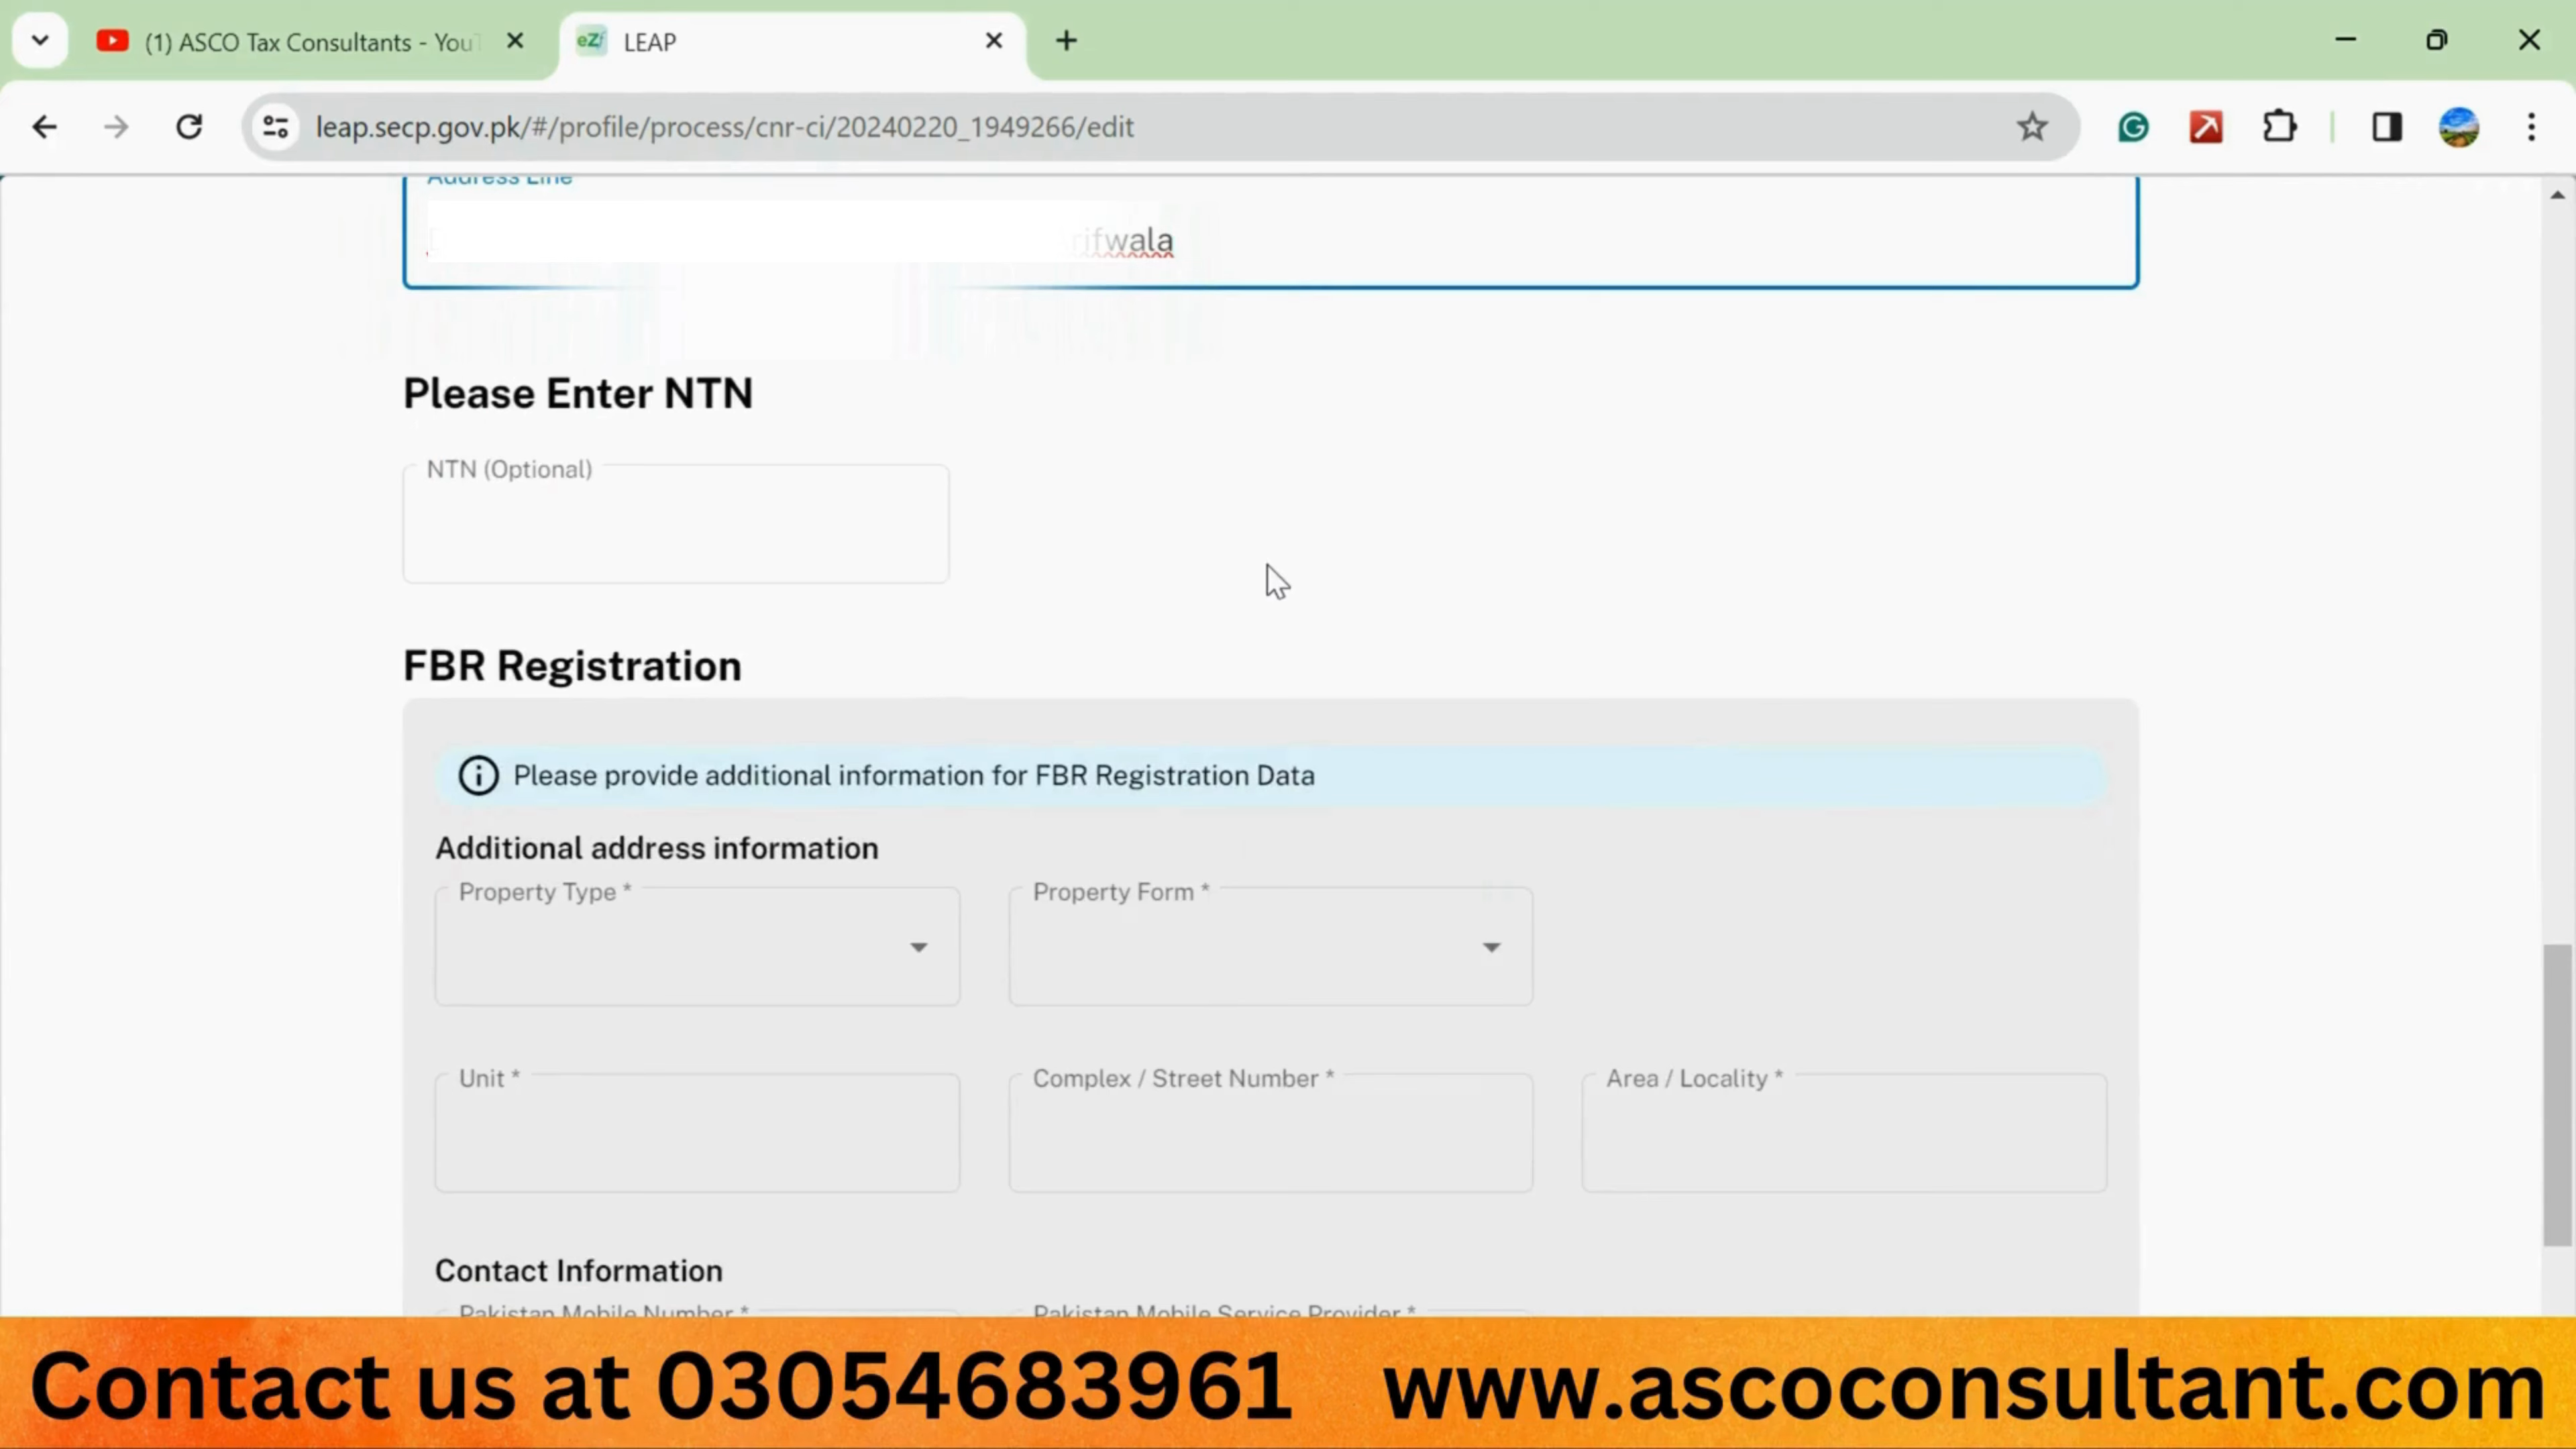 (1) ASCO Tax Consultants - YouT
LEAP
leap.secp.gov.pk/#/profile/process/cnr-ci/20240220_1949266/edit
Address Line
rifwala
Please Enter NTN
NTN (Optional)
FBR Registration
Please provide additional information for FBR Registration Data
Additional address information
Property Type *
Property Form *
Unit *
Complex / Street Number *
Area / Locality *
Contact Information
Pakistan Mobile Number *
Pakistan Mobile Service Provider *
Contact us at 03054683961 www.ascoconsultant.com